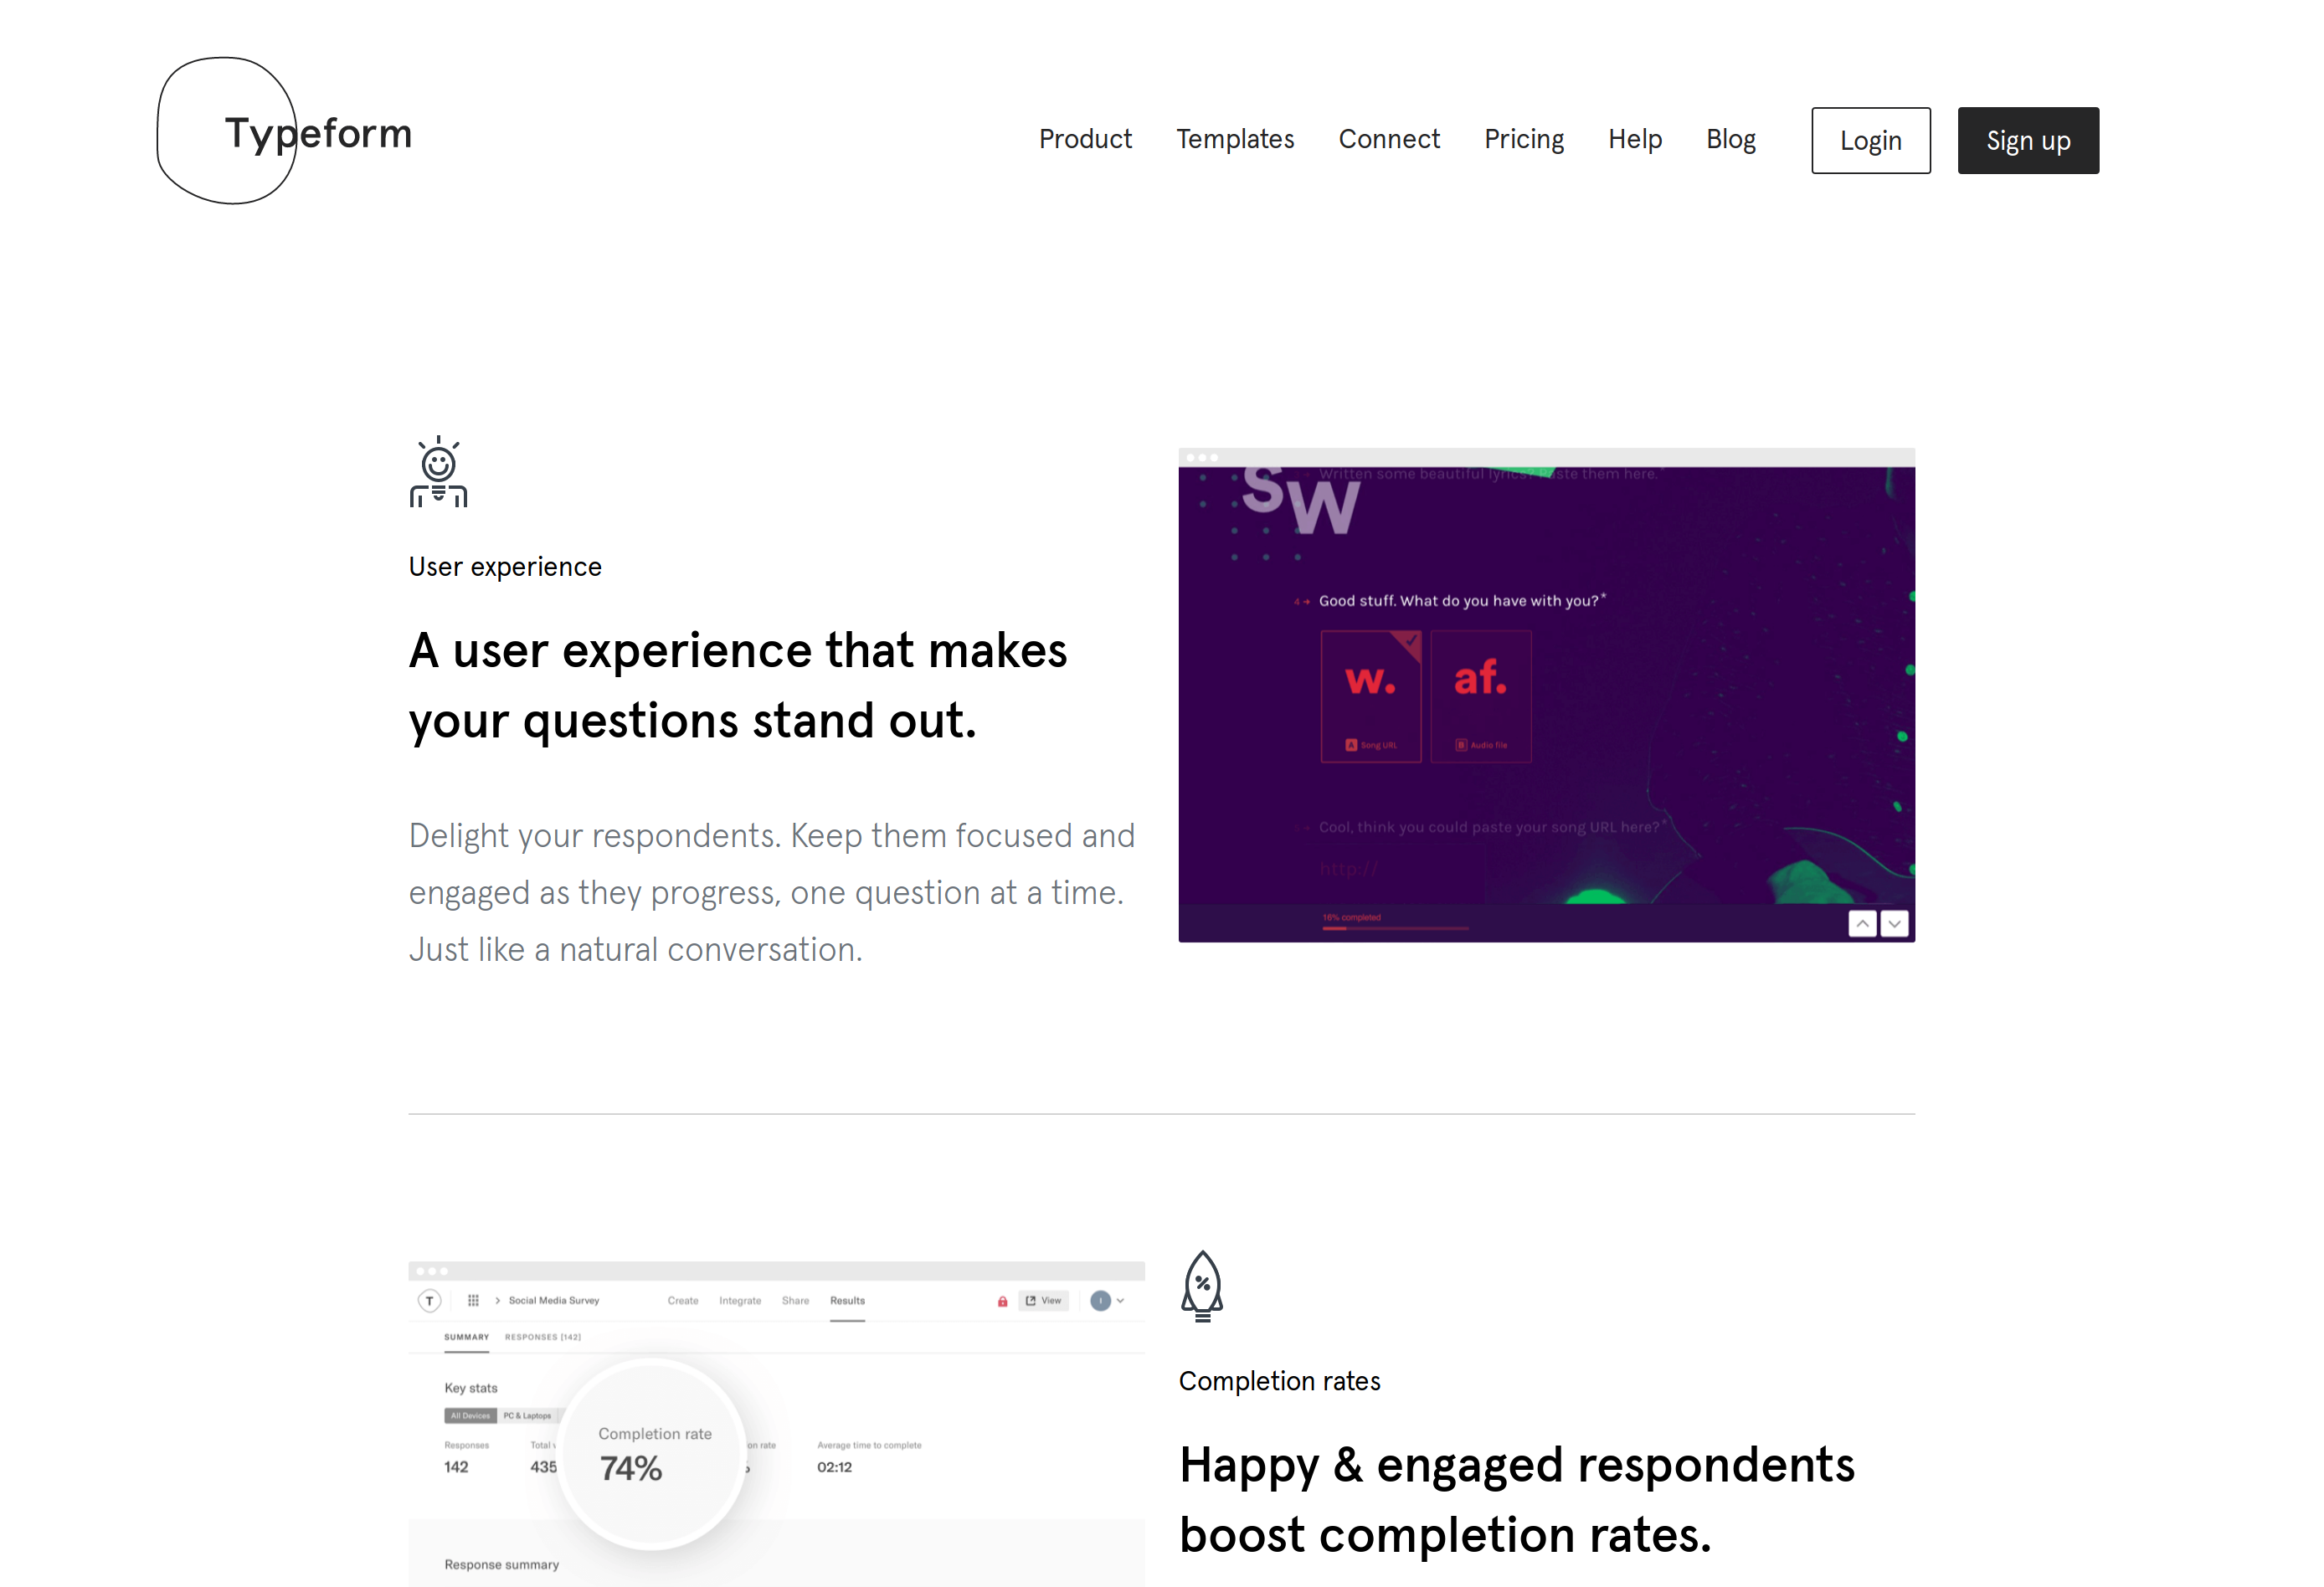 Typeform
Product Templates Connect Pricing Help Blog Login Sign up
User experience
A user experience that makes
your questions stand out.
Delight your respondents. Keep them focused and
engaged as they progress, one question at a time.
Just like a natural conversation.
Written some beautiful lyrics? Paste them here.
SW
4 → Good stuff. What do you have with you?*
w.
A Song URL
af.
B Audio file
Cool, think you could paste your song URL here?*
http://
16% completed
T > Social Media Survey Create Integrate Share Results View
SUMMARY RESPONSES [142]
Key stats
All Devices PC & Laptops
Responses Total Completion rate on rate Average time to complete
142 435 74% 02:12
Response summary
%
Completion rates
Happy & engaged respondents
boost completion rates.